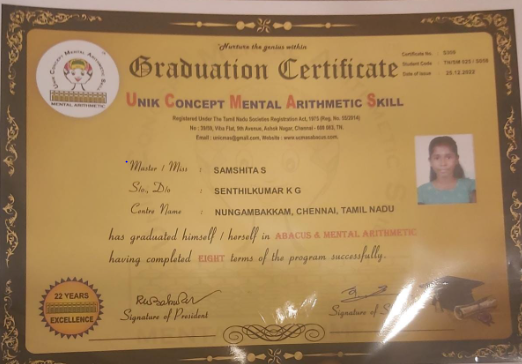 "Nurture the genius within
Graduation Certificate
Certificate No. : 5308
Student Code :
Date of Issue : 20.12.2022
UNIK CONCEPT MENTAL ARITHMETIC SKILL
MENTAL ARITHMETIC
Registered Under The Tamil Nadu Societies Registration Act, 1975
Master / Miss : SAMSHITA S
S/o., D/o : SENTHILKUMAR K G
Centre Name : NUNGAMBAKKAM, CHENNAI, TAMIL NADU
has graduated himself / herself in ABACUS & MENTAL ARITHMETIC
having completed EIGHT terms of the program successfully.
22 YEARS
EXCELLENCE
Signature of President
Signature of